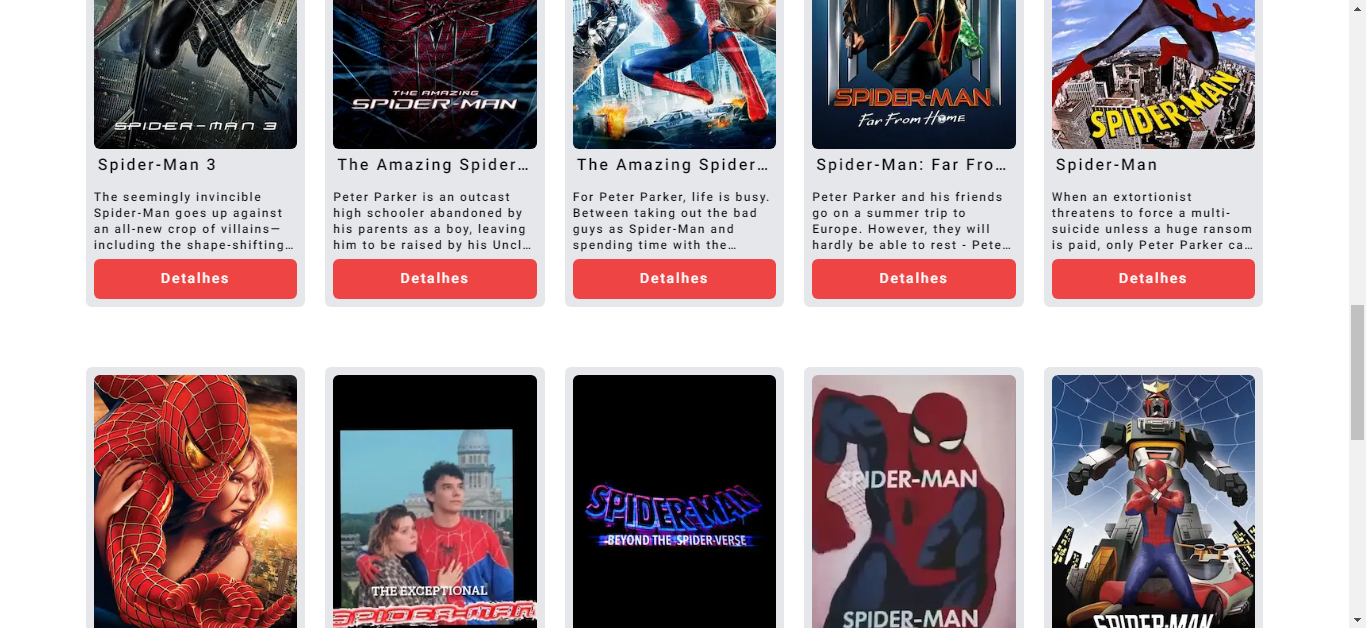 SPIDER-MAN 3
THE AMAZING
SPIDER-MAN
SPIDER-MAN
Far From Home
SPIDER-MAN
Spider-Man 3
The Amazing Spider…
The Amazing Spider…
Spider-Man: Far Fro…
Spider-Man
The seemingly invincible
Spider-Man goes up against
an all-new crop of villains—
including the shape-shifting…
Peter Parker is an outcast
high schooler abandoned by
his parents as a boy, leaving
him to be raised by his Uncl…
For Peter Parker, life is busy.
Between taking out the bad
guys as Spider-Man and
spending time with the…
Peter Parker and his friends
go on a summer trip to
Europe. However, they will
hardly be able to rest - Pete…
When an extortionist
threatens to force a multi-
suicide unless a huge ransom
is paid, only Peter Parker ca…
Detalhes
Detalhes
Detalhes
Detalhes
Detalhes
THE EXCEPTIONAL
SPIDER-MAN
SPIDER-MAN
-BEYOND THE SPIDER-VERSE
SPIDER-MAN
SPIDER-MAN
SPIDER-MAN